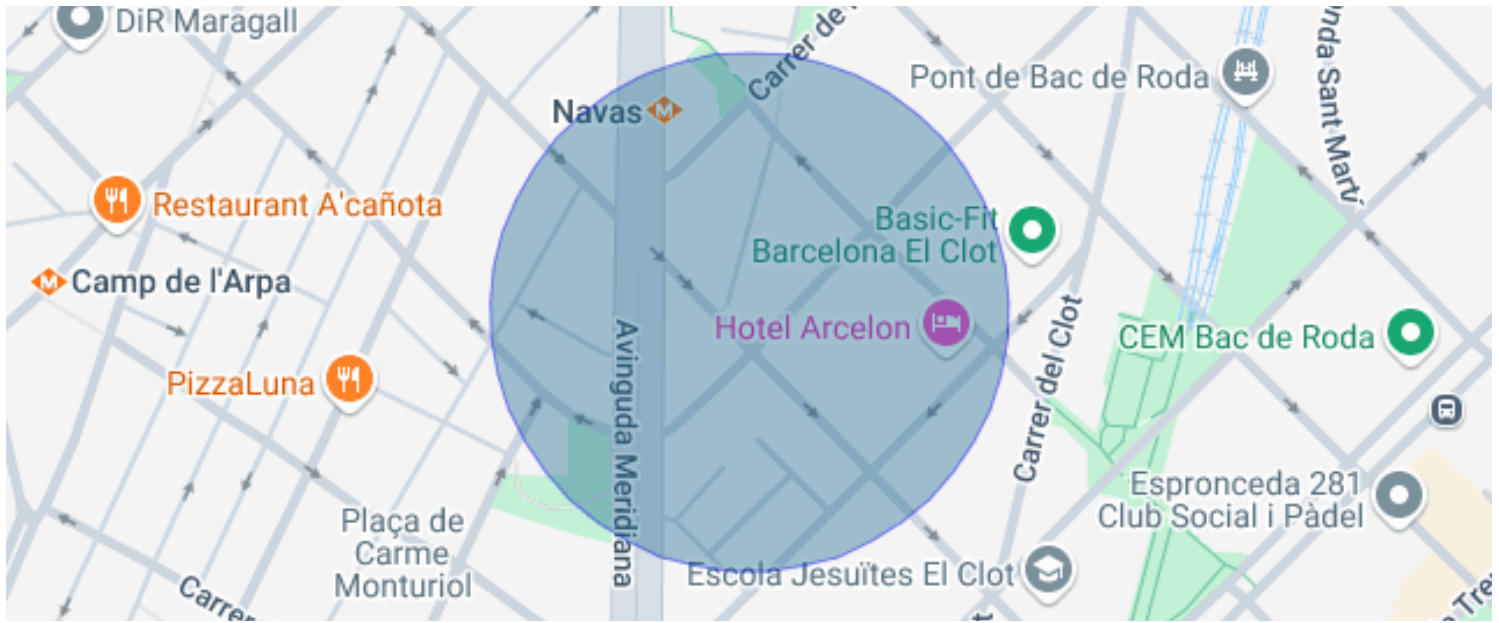 DiR Maragall
Carrer de
Pont de Bac de Roda
nda Sant Martí
Navas
Restaurant A'cañota
Basic-Fit
Barcelona El Clot
Camp de l'Arpa
Hotel Arcelon
CEM Bac de Roda
PizzaLuna
Avinguda Meridiana
Carrer del Clot
Espronceda 281
Club Social i Pàdel
Plaça de
Carme
Monturiol
Escola Jesuïtes El Clot
Carrer